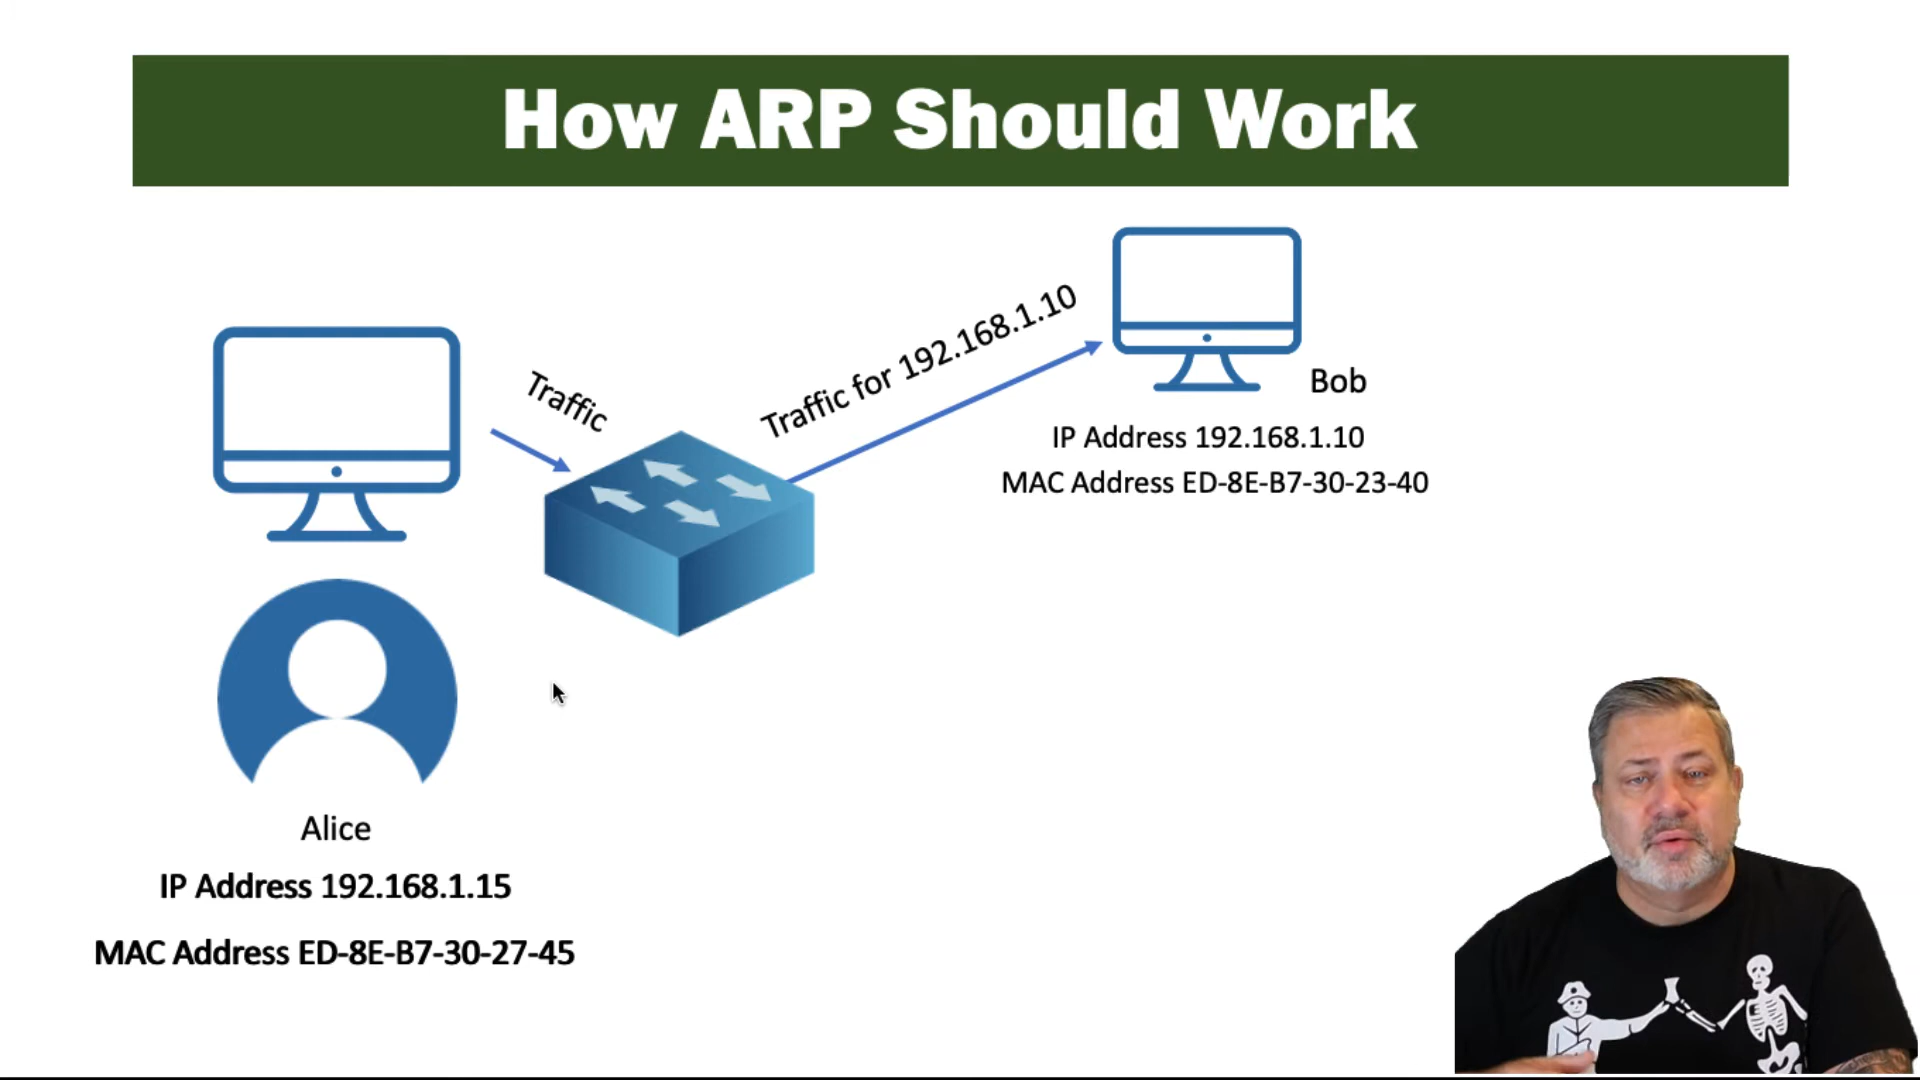 How ARP Should Work
Traffic
Traffic for 192.168.1.10
Bob
IP Address 192.168.1.10
MAC Address ED-8E-B7-30-23-40
Alice
IP Address 192.168.1.15
MAC Address ED-8E-B7-30-27-45